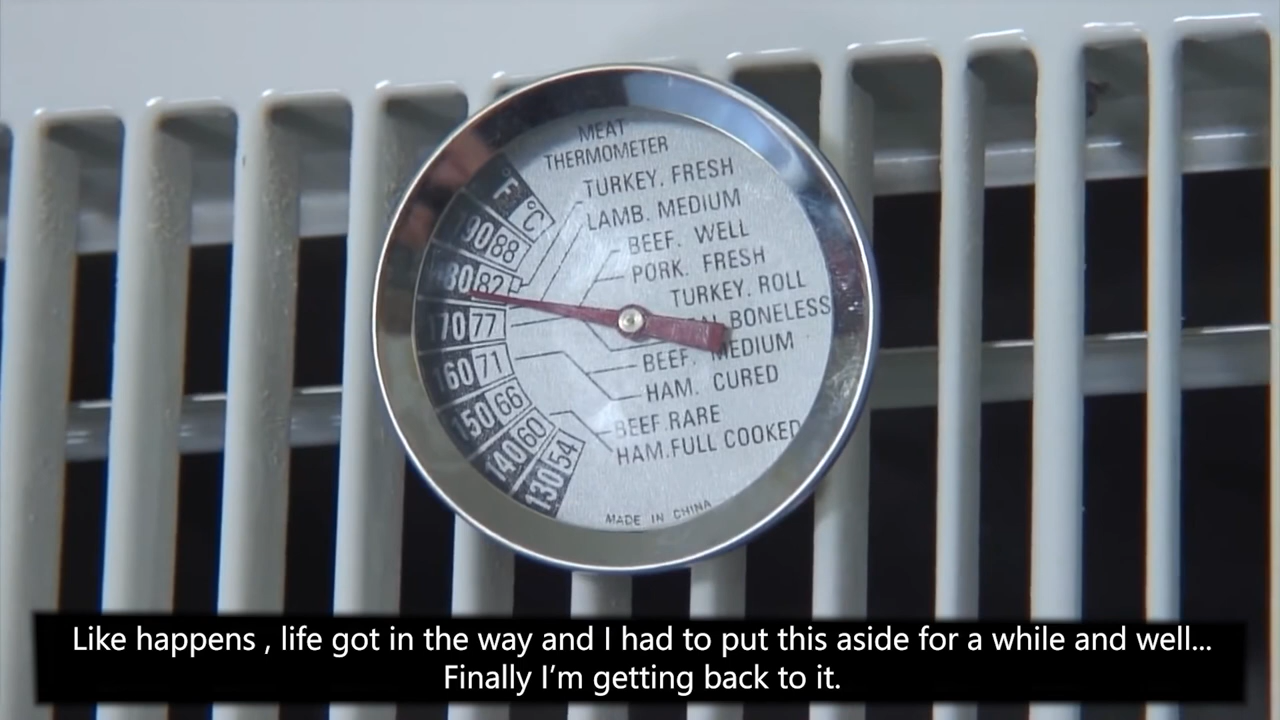 MEAT
THERMOMETER
TURKEY. FRESH
LAMB. MEDIUM
BEEF. WELL
PORK. FRESH
TURKEY. ROLL
BONELESS
BEEF. MEDIUM
HAM. CURED
BEEF.RARE
HAM.FULL COOKED
MADE IN CHINA
°F °C
88
82
170 77
160 71
150 66
140 60
130 54
Like happens , life got in the way and I had to put this aside for a while and well...
Finally I'm getting back to it.